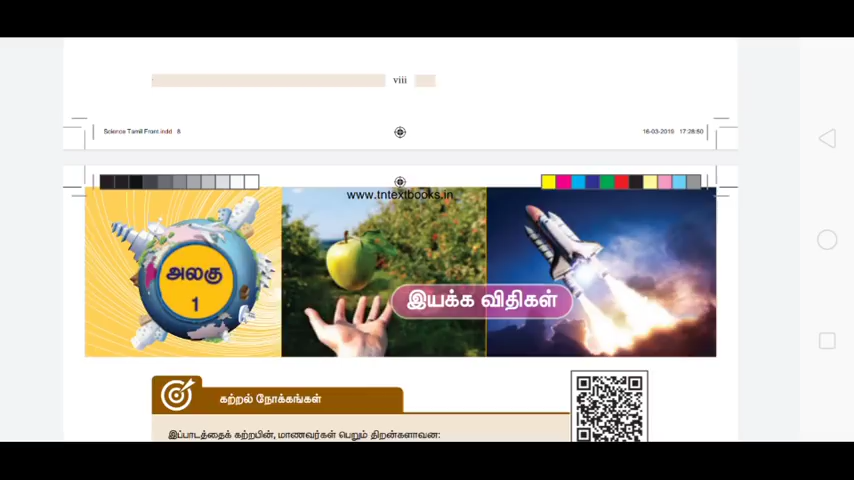 viii
Science Tamil Front.indd 8
16-03-2019 17:28:50
www.tntextbooks.in
அலகு
1
இயக்க விதிகள்
கற்றல் நோக்கங்கள்
இப்பாடத்தைக் கற்றபின், மாணவர்கள் பெறும் திறன்களாவன: